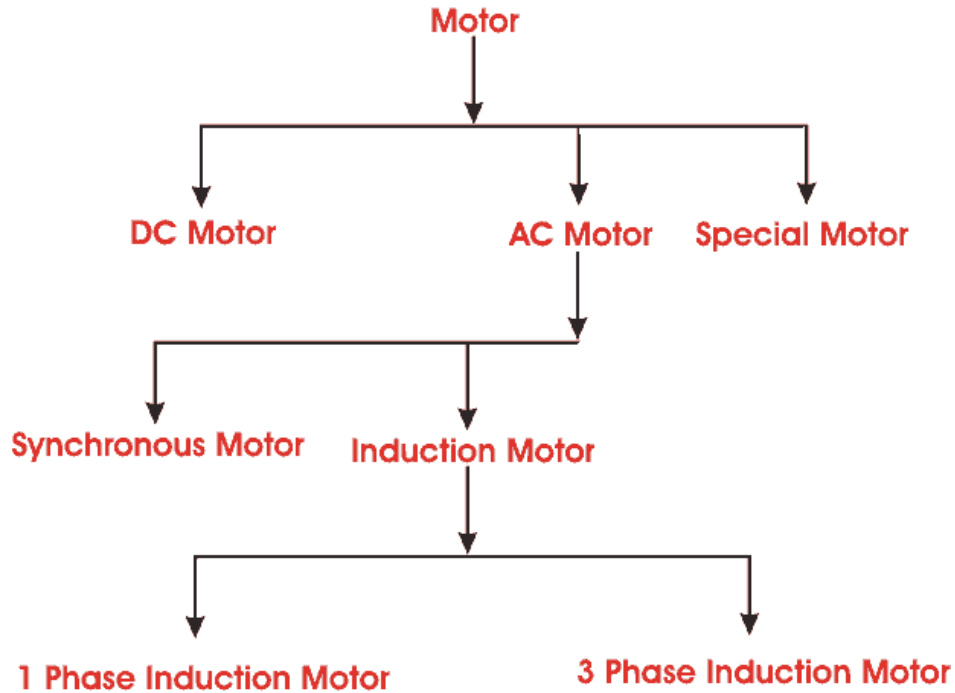 Motor
DC Motor
AC Motor
Special Motor
Synchronous Motor
Induction Motor
1 Phase Induction Motor
3 Phase Induction Motor